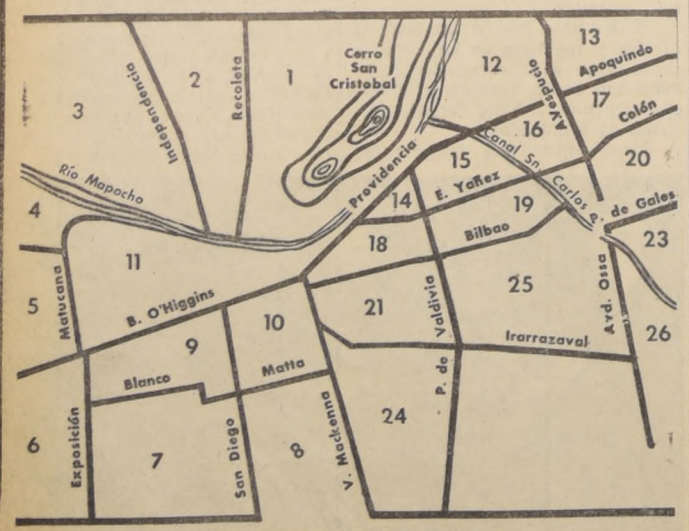 13
Cerro
San
Cristobal
12
Apoquindo
2
1
3
Independencia
Recoleta
A.Vespucio
17
Colón
16
Canal Sn. Carlos
15
20
Río Mapocho
Providencia
E. Yañez
14
19
A. de Gales
4
18
Bilbao
23
11
25
5
Matucana
B. O'Higgins
21
P. de Valdivia
Avd. Ossa
10
9
Irarrazaval
26
Blanco
Matta
6
Exposición
7
San Diego
8
V. Mackenna
24